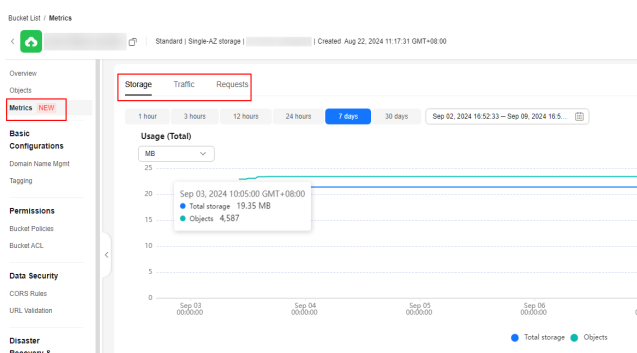 Bucket List / Metrics
Standard | Single-AZ storage | | Created Aug 22, 2024 11:17:31 GMT+08:00
Overview
Objects
Metrics NEW
Basic
Configurations
Domain Name Mgmt
Tagging
Permissions
Bucket Policies
Bucket ACL
Data Security
CORS Rules
URL Validation
Disaster
Recovery &
Storage Traffic Requests
1 hour 3 hours 12 hours 24 hours 7 days 30 days Sep 02, 2024 16:52:33 – Sep 09, 2024 16:5...
Usage (Total)
MB
25
20
15
10
5
0
Sep 03, 2024 10:05:00 GMT+08:00
Total storage 19.35 MB
Objects 4,587
Sep 03 Sep 04 Sep 05 Sep 06
00:00:00 00:00:00 00:00:00 00:00:00
Total storage Objects